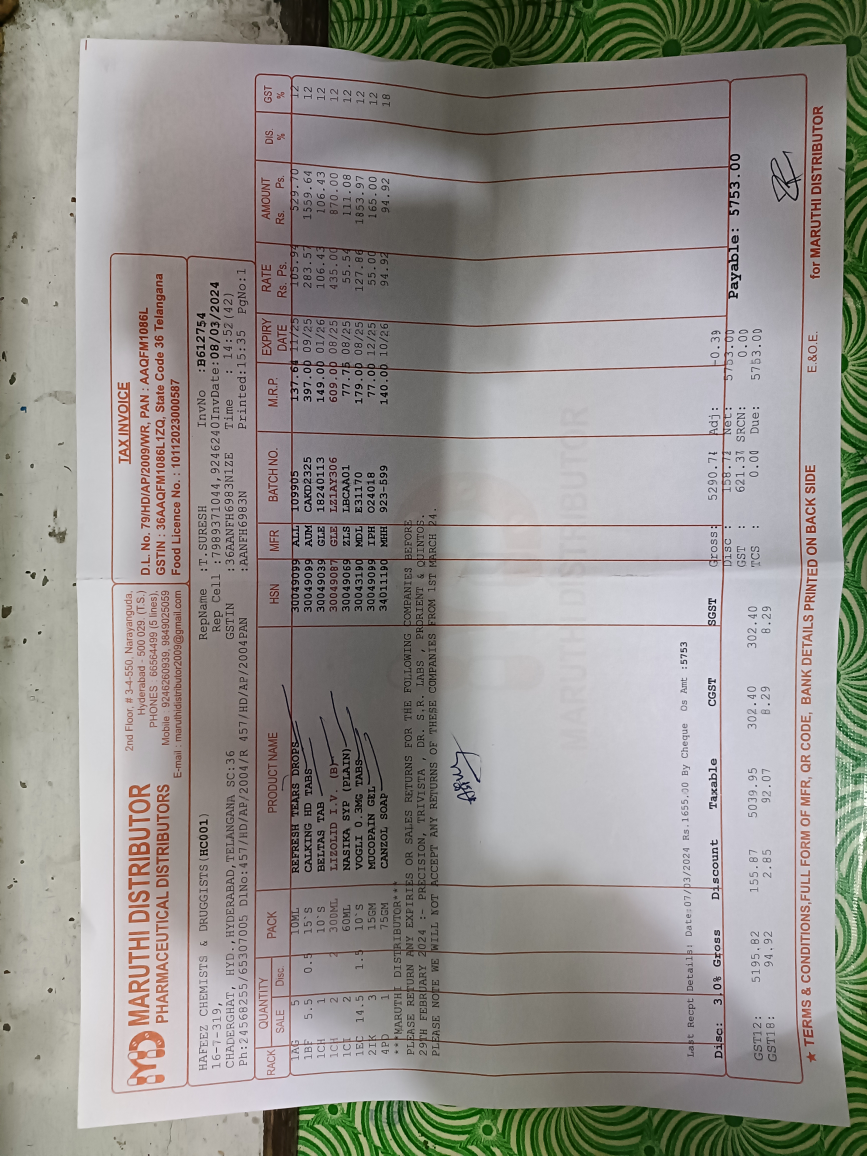 TAX INVOICE
MARUTHI DISTRIBUTOR
PHARMACEUTICAL DISTRIBUTORS
2nd Floor, # 3-4-550, Narayanguda,
Hyderabad - 500 029. (T.S.)
PHONES : 66564499 (5 lines),
Mobile : 9246260939, 9849025059
E-mail : maruthidistributor2009@gmail.com
D.L. No. 79/HD/AP/2009/WR, PAN : AAQFM1086L
GSTIN : 36AAQFM1086L1ZQ, State Code 36 Telangana
Food Licence No. : 10112023000587
HAFEEZ CHEMISTS & DRUGGISTS(HC001) RepName :T.SURESH InvNo :B612754
16-7-319, Rep Cell :7989371044,9246240InvDate:08/03/2024
CHADERGHAT, HYD.,HYDERABAD,TELANGANA SC:36 GSTIN :36AANFH6983N1ZE Time : 14:52(42)
Ph:24568255/65307005 DlNo:457/HD/AP/2004/R 457/HD/AP/2004PAN :AANFH6983N Printed:15:35 PgNo:1
RACK QUANTITY SALE Disc. PACK PRODUCT NAME HSN MFR BATCH NO. M.R.P. EXPIRY DATE RATE Rs. Ps. AMOUNT Rs. Ps. DIS. % GST %
1AG 5 10ML REFRESH TEARS DROPS 30049099 ALL 109905 137.64 11/25 105.94 529.70 12
1BF 5.5 0.5 15'S CALKING HD TABS 30049099 AUM CAKD2325 397.00 09/25 283.57 1559.64 12
1CH 1 10'S BELTAS TAB 30049039 GLE 18240113 149.00 01/26 106.43 106.43 12
1CH 2 2 300ML LIZOLID I.V. (B) 30049087 GLE L21AY306 609.00 08/25 435.00 870.00 12
1CI 2 60ML NASIKA SYP (PLAIN) 30049069 ZLS LBCAA01 77.75 08/25 55.54 111.08 12
1EC 14.5 1.5 10'S VOGLI 0.3MG TABS 30043190 MDL E31170 179.00 08/25 127.86 1853.97 12
2IK 3 15GM MUCOPAIN GEL 30049099 IPH O24018 77.00 12/25 55.00 165.00 12
4PD 1 75GM CANZOL SOAP 34011190 MHH 923-599 140.00 10/26 94.92 94.92 18
***MARUTHI DISTRIBUTOR***
PLEASE RETURN ANY EXPIRIES OR SALES RETURNS FOR THE FOLLOWING COMPANIES BEFORE
29TH FEBRUARY 2024 :- PRECISION, TRIVISTA , DR. S.R. LABS , PRORIENT & QUINTOS.
PLEASE NOTE WE WILL NOT ACCEPT ANY RETURNS OF THESE COMPANIES FROM 1ST MARCH 24.
MARUTHI DISTRIBUTOR
Last Recpt Details: Date:07/03/2024 Rs.1655.00 By Cheque Os Amt :5753
Disc: 3.0% Gross Discount Taxable CGST SGST
GST12: 5195.82 155.87 5039.95 302.40 302.40
GST18: 94.92 2.85 92.07 8.29 8.29
Gross: 5290.74 Adj: -0.39
Disc : 158.72 Net: 5753.00
GST : 621.37 SRCN: 0.00
TCS : 0.00 Due: 5753.00
Payable: 5753.00
★ TERMS & CONDITIONS,FULL FORM OF MFR, QR CODE, BANK DETAILS PRINTED ON BACK SIDE E.&O.E. for MARUTHI DISTRIBUTOR